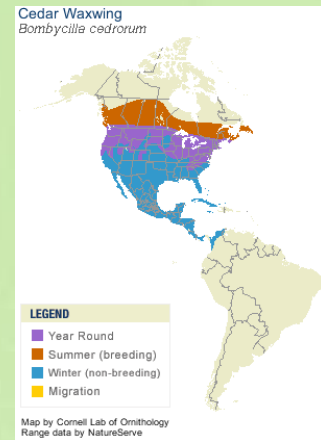 Cedar Waxwing
Bombycilla cedrorum
LEGEND
Year Round
Summer (breeding)
Winter (non-breeding)
Migration
Map by Cornell Lab of Ornithology
Range data by NatureServe